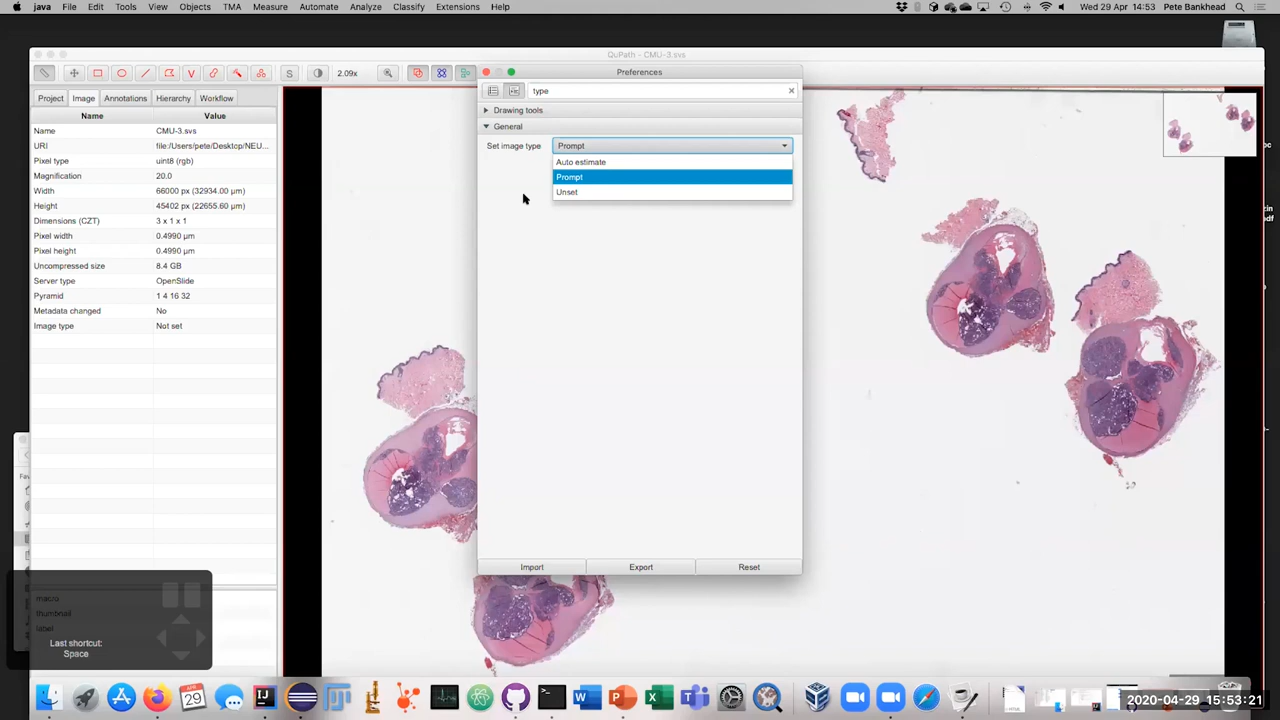 java File Edit Tools View Objects TMA Measure Automate Analyze Classify Extensions Help
Wed 29 Apr 14:53 Pete Bankhead
QuPath - CMU-3.svs
S 2.09x
Preferences
type
Drawing tools
General
Set image type Prompt
Auto estimate
Prompt
Unset
Import Export Reset
Project Image Annotations Hierarchy Workflow
Name Value
Name CMU-3.svs
URI file:/Users/pete/Desktop/NEU...
Pixel type uint8 (rgb)
Magnification 20.0
Width 66000 px (32934.00 µm)
Height 45402 px (22655.60 µm)
Dimensions (CZT) 3 x 1 x 1
Pixel width 0.4990 µm
Pixel height 0.4990 µm
Uncompressed size 8.4 GB
Server type OpenSlide
Pyramid 1 4 16 32
Metadata changed No
Image type Not set
Fav
macro
thumbnail
label
Last shortcut:
Space
zin
pdf
2020-04-29 15:53:21